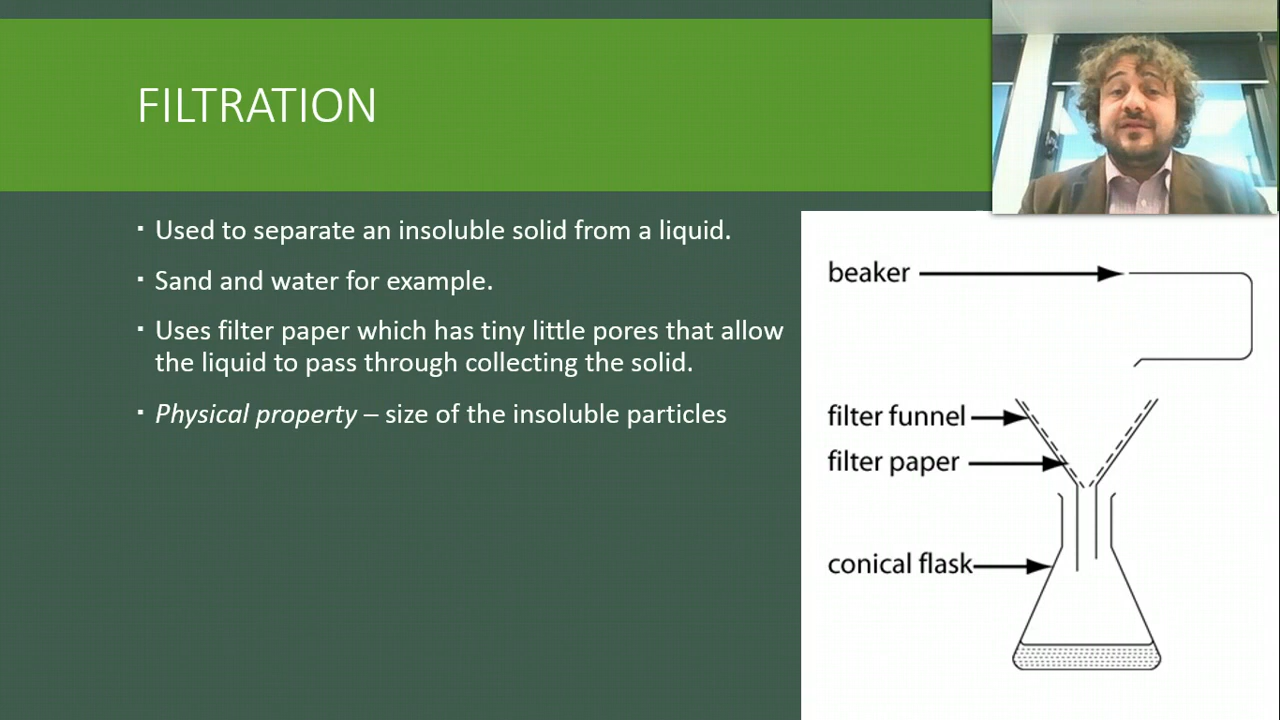 FILTRATION
▪ Used to separate an insoluble solid from a liquid.
▪ Sand and water for example.
▪ Uses filter paper which has tiny little pores that allow
the liquid to pass through collecting the solid.
▪ Physical property – size of the insoluble particles
beaker
filter funnel
filter paper
conical flask